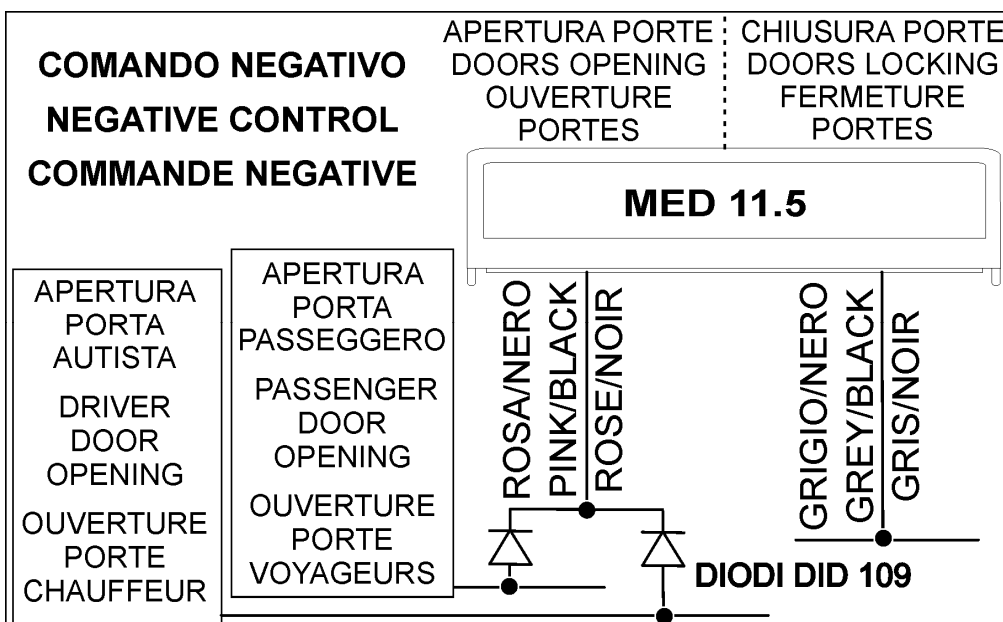 COMANDO NEGATIVO
NEGATIVE CONTROL
COMMANDE NEGATIVE
APERTURA PORTE
DOORS OPENING
OUVERTURE
PORTES
CHIUSURA PORTE
DOORS LOCKING
FERMETURE
PORTES
MED 11.5
APERTURA
PORTA
AUTISTA
DRIVER
DOOR
OPENING
OUVERTURE
PORTE
CHAUFFEUR
APERTURA
PORTA
PASSEGGERO
PASSENGER
DOOR
OPENING
OUVERTURE
PORTE
VOYAGEURS
ROSA/NERO
PINK/BLACK
ROSE/NOIR
GRIGIO/NERO
GREY/BLACK
GRIS/NOIR
DIODI DID 109